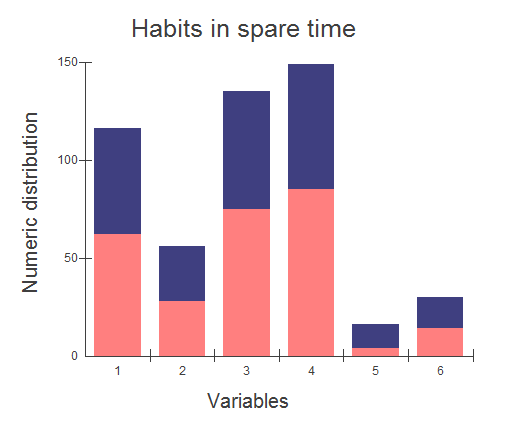 Habits in spare time
Numeric distribution
150
100
50
0
1 2 3 4 5 6
Variables